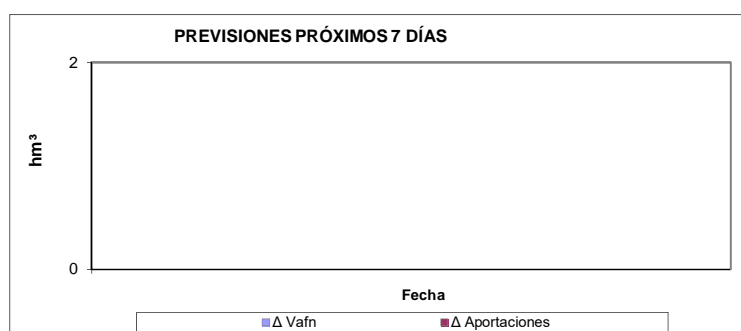 PREVISIONES PRÓXIMOS 7 DÍAS
2
hm³
0
Fecha
Δ Vafn
Δ Aportaciones